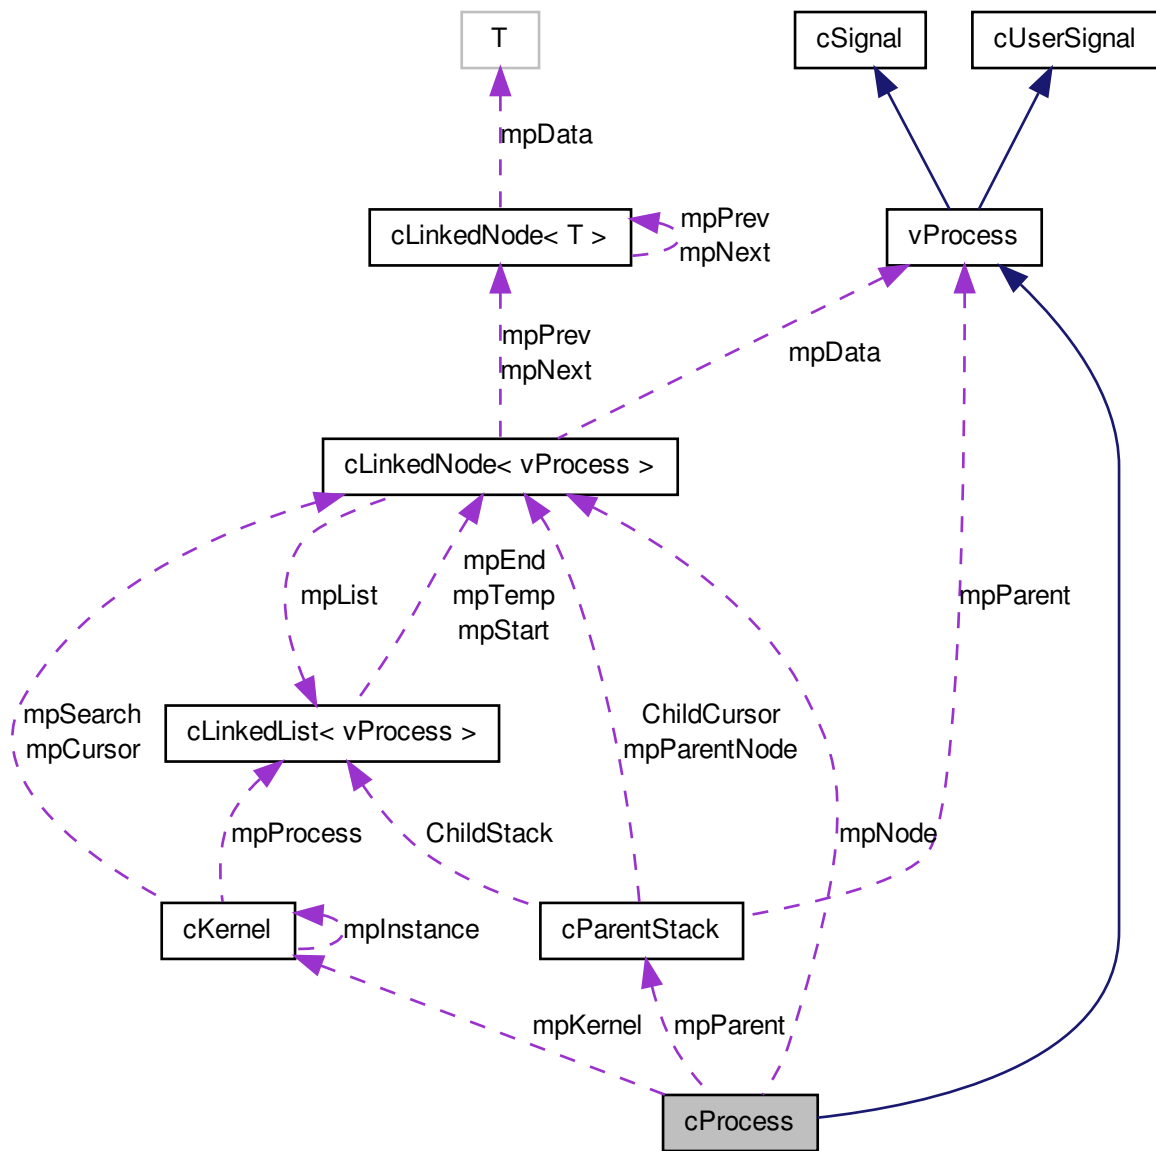 T
cSignal
cUserSignal
mpData
cLinkedNode< T >
mpPrev
mpNext
vProcess
mpPrev
mpNext
mpData
cLinkedNode< vProcess >
mpList
mpEnd
mpTemp
mpStart
mpParent
mpSearch
mpCursor
cLinkedList< vProcess >
ChildCursor
mpParentNode
mpProcess
ChildStack
mpNode
cKernel
mpInstance
cParentStack
mpKernel
mpParent
cProcess